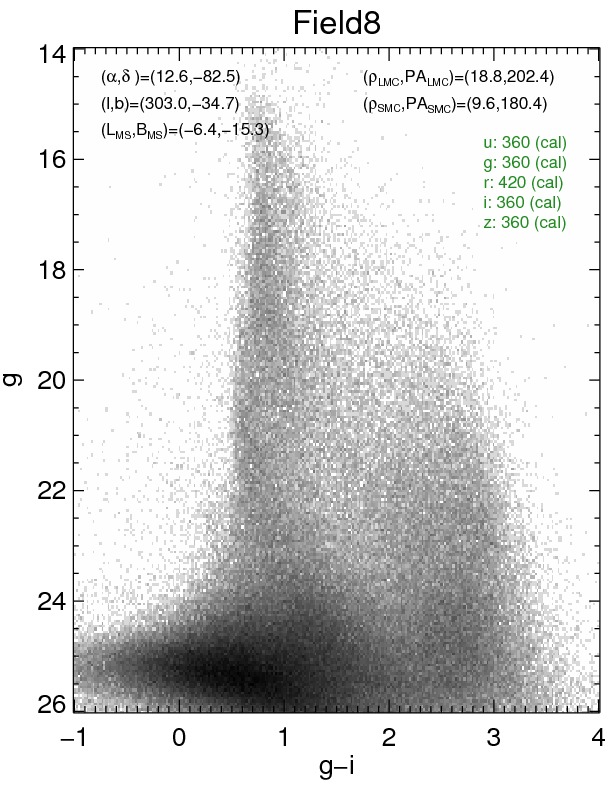 Field8
(α,δ )=(12.6,−82.5)
(ρLMC,PALMC)=(18.8,202.4)
(l,b)=(303.0,−34.7)
(ρSMC,PASMC)=(9.6,180.4)
(LMS,BMS)=(−6.4,−15.3)
u: 360 (cal)
g: 360 (cal)
r: 420 (cal)
i: 360 (cal)
z: 360 (cal)
14
16
18
20
22
24
26
g
−1 0 1 2 3 4
g−i